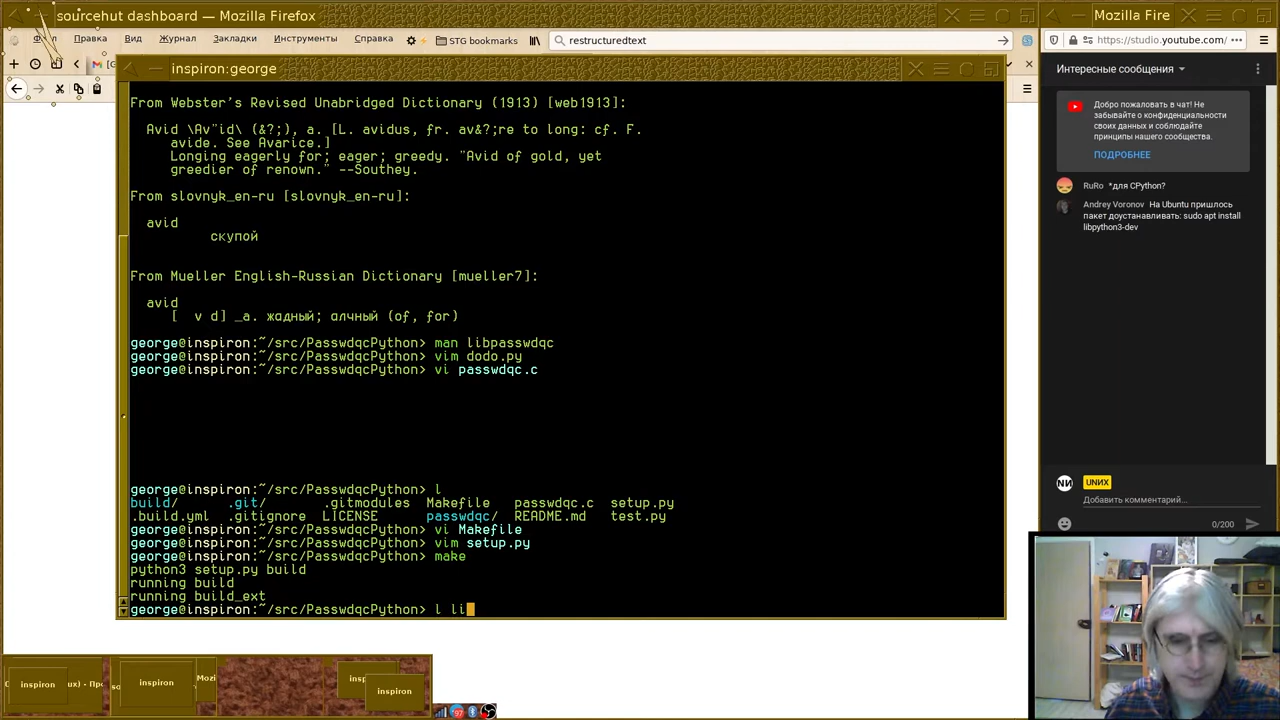 sourcehut dashboard — Mozilla Firefox
Правка Вид Журнал Закладки Инструменты Справка STG bookmarks restructuredtext
inspiron:george
From Webster's Revised Unabridged Dictionary (1913) [web1913]:
Avid \Av"id\ (&?;), a. [L. avidus, fr. av&?;re to long: cf. F.
avide. See Avarice.]
Longing eagerly for; eager; greedy. "Avid of gold, yet
greedier of renown." --Southey.
From slovnyk_en-ru [slovnyk_en-ru]:
avid
скупой
From Mueller English-Russian Dictionary [mueller7]:
avid
[ v d] _a. жадный; алчный (of, for)
george@inspiron:~/src/PasswdqcPython> man libpasswdqc
george@inspiron:~/src/PasswdqcPython> vim dodo.py
george@inspiron:~/src/PasswdqcPython> vi passwdqc.c
george@inspiron:~/src/PasswdqcPython> l
build/ .git/ .gitmodules Makefile passwdqc.c setup.py
.build.yml .gitignore LICENSE passwdqc/ README.md test.py
george@inspiron:~/src/PasswdqcPython> vi Makefile
george@inspiron:~/src/PasswdqcPython> vim setup.py
george@inspiron:~/src/PasswdqcPython> make
python3 setup.py build
running build
running build_ext
george@inspiron:~/src/PasswdqcPython> l li
Mozilla Fire
https://studio.youtube.com/
Интересные сообщения
Добро пожаловать в чат! Не
забывайте о конфиденциальности
своих данных и соблюдайте
принципы нашего сообщества.
ПОДРОБНЕЕ
RuRo *для CPython?
Andrey Voronov На Ubuntu пришлось
пакет доустанавливать: sudo apt install
libpython3-dev
UNИX
Добавить комментарий...
0/200
inspiron
inspiron
Mozi
insp
inspiron
97